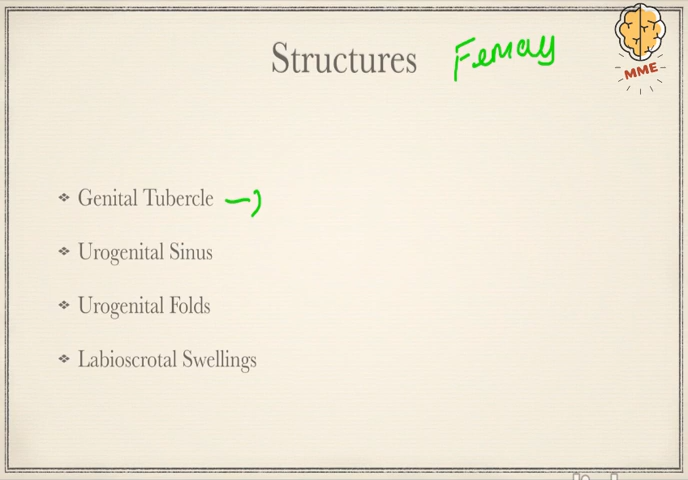 Structures Femay
MME
Genital Tubercle →
Urogenital Sinus
Urogenital Folds
Labioscrotal Swellings